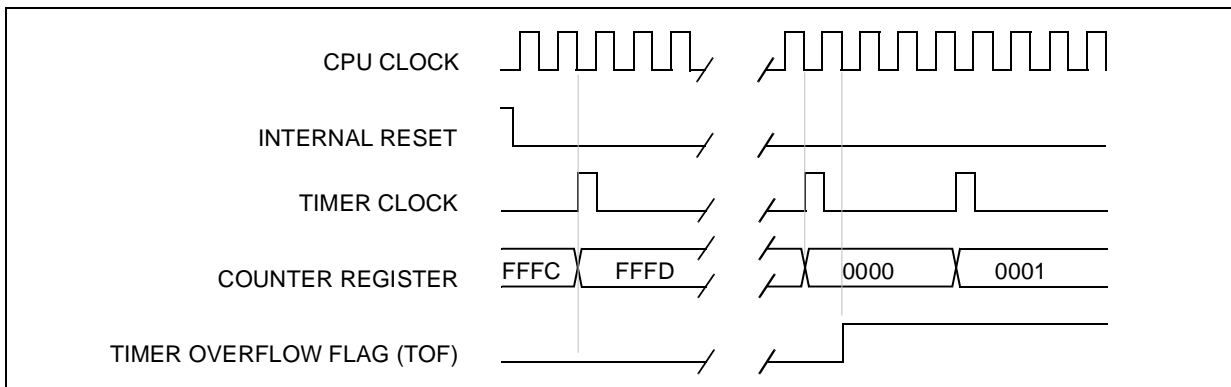 CPU CLOCK
INTERNAL RESET
TIMER CLOCK
COUNTER REGISTER
FFFC
FFFD
0000
0001
TIMER OVERFLOW FLAG (TOF)